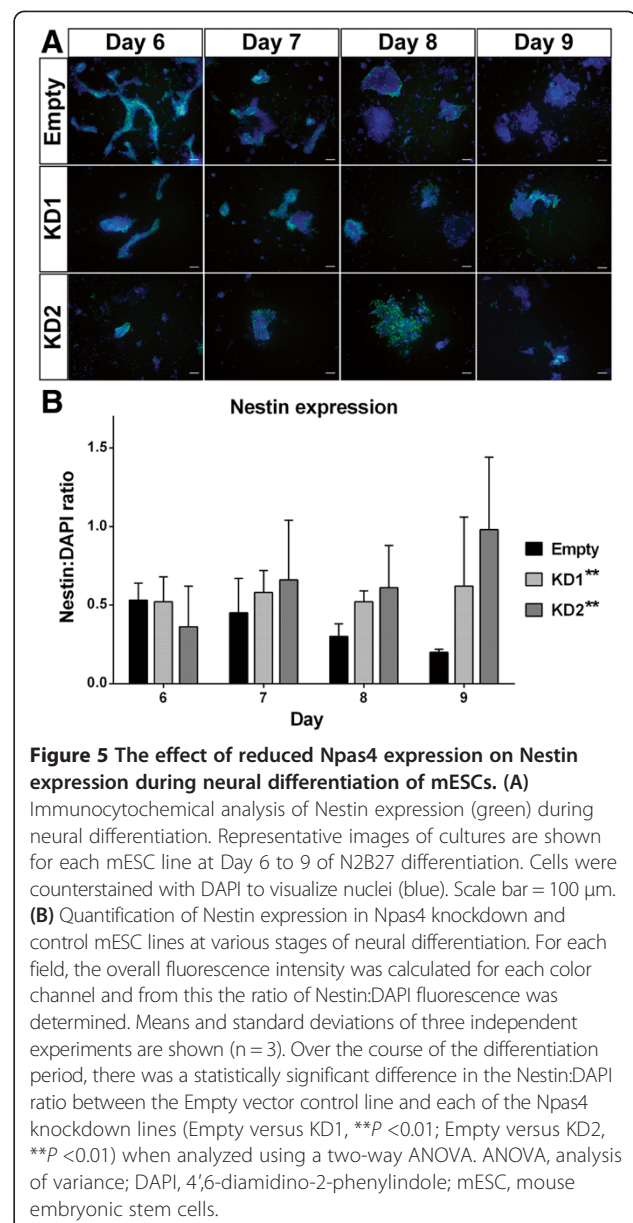 A
Day 6 Day 7 Day 8 Day 9
Empty
KD1
KD2
B
Nestin expression
Nestin:DAPI ratio
1.5
1.0
0.5
0.0
6 7 8 9
Day
Empty
KD1**
KD2**
Figure 5 The effect of reduced Npas4 expression on Nestin
expression during neural differentiation of mESCs. (A)
Immunocytochemical analysis of Nestin expression (green) during
neural differentiation. Representative images of cultures are shown
for each mESC line at Day 6 to 9 of N2B27 differentiation. Cells were
counterstained with DAPI to visualize nuclei (blue). Scale bar = 100 μm.
(B) Quantification of Nestin expression in Npas4 knockdown and
control mESC lines at various stages of neural differentiation. For each
field, the overall fluorescence intensity was calculated for each color
channel and from this the ratio of Nestin:DAPI fluorescence was
determined. Means and standard deviations of three independent
experiments are shown (n = 3). Over the course of the differentiation
period, there was a statistically significant difference in the Nestin:DAPI
ratio between the Empty vector control line and each of the Npas4
knockdown lines (Empty versus KD1, **P <0.01; Empty versus KD2,
**P <0.01) when analyzed using a two-way ANOVA. ANOVA, analysis
of variance; DAPI, 4′,6-diamidino-2-phenylindole; mESC, mouse
embryonic stem cells.